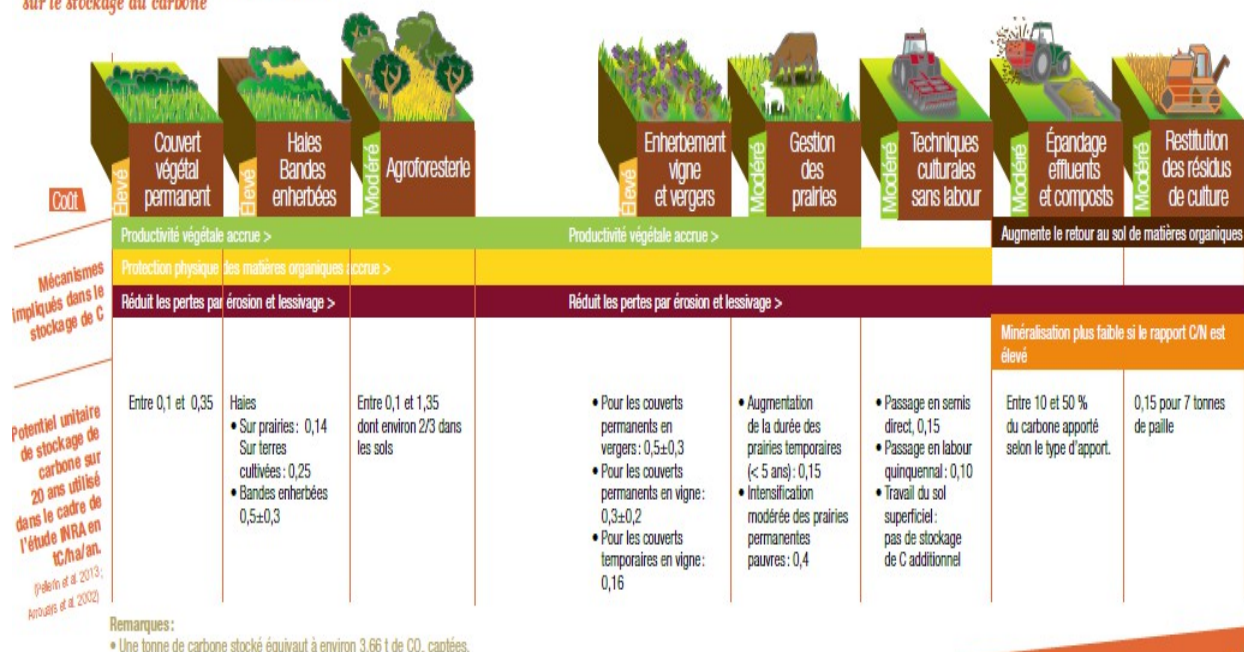 sur le stockage du carbone
Coût
Élevé
Couvert
végétal
permanent
Élevé
Haies
Bandes
enherbées
Modéré
Agroforesterie
Élevé
Enherbement
vigne
et vergers
Modéré
Gestion
des
prairies
Modéré
Techniques
culturales
sans labour
Modéré
Épandage
effluents
et composts
Modéré
Restitution
des résidus
de culture
Mécanismes
impliqués dans le
stockage de C
Productivité végétale accrue >
Productivité végétale accrue >
Augmente le retour au sol de matières organiques
Protection physique des matières organiques accrue >
Réduit les pertes par érosion et lessivage >
Réduit les pertes par érosion et lessivage >
Minéralisation plus faible si le rapport C/N est
élevé
Potentiel unitaire
de stockage de
carbone sur
20 ans utilisé
dans le cadre de
l'étude INRA en
tC/ha/an.
(Pellerin et al. 2013;
Arrouays et al. 2002)
Entre 0,1 et 0,35
Haies
• Sur prairies : 0,14
Sur terres
cultivées : 0,25
• Bandes enherbées
0,5±0,3
Entre 0,1 et 1,35
dont environ 2/3 dans
les sols
• Pour les couverts
permanents en
vergers : 0,5±0,3
• Pour les couverts
permanents en vigne :
0,3±0,2
• Pour les couverts
temporaires en vigne :
0,16
• Augmentation
de la durée des
prairies temporaires
(< 5 ans) : 0,15
• Intensification
modérée des prairies
permanentes
pauvres : 0,4
• Passage en semis
direct, 0,15
• Passage en labour
quinquennal : 0,10
• Travail du sol
superficiel :
pas de stockage
de C additionnel
Entre 10 et 50 %
du carbone apporté
selon le type d'apport.
0,15 pour 7 tonnes
de paille
Remarques :
• Une tonne de carbone stocké équivaut à environ 3,66 t de CO₂ captées.